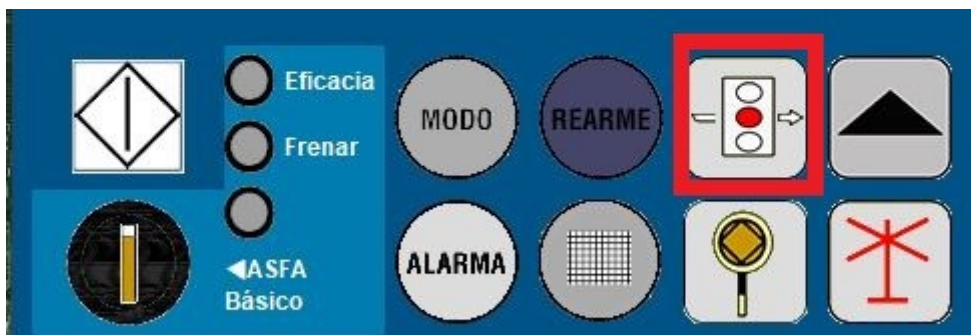 Eficacia
Frenar
MODO
REARME
ALARMA
◀ASFA
Básico